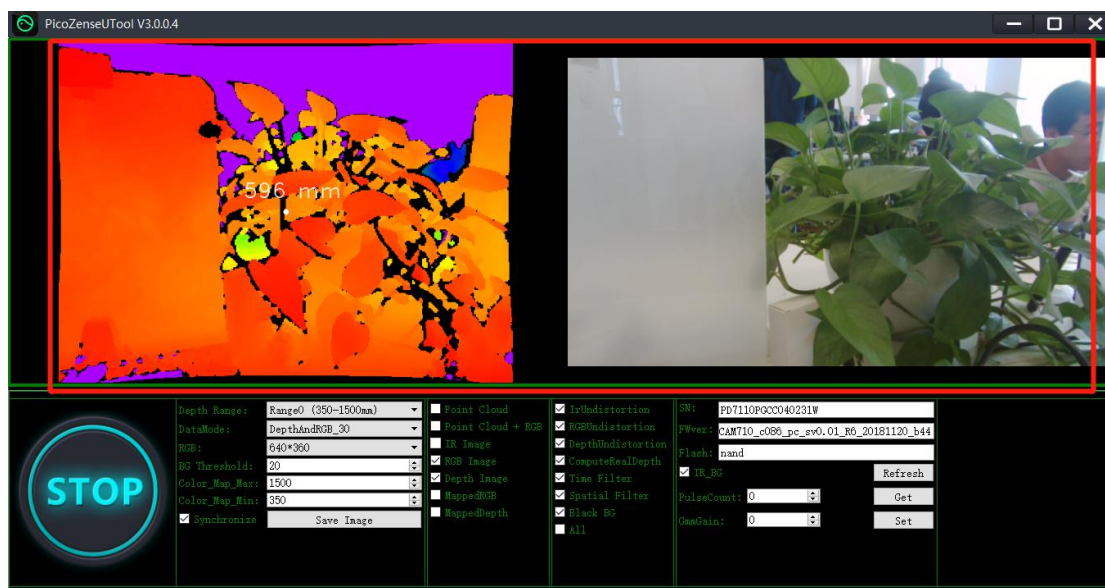 PicoZenseUTool V3.0.0.4
596 mm
STOP
Depth Range: Range0 (350-1500mm)
DataMode: DepthAndRGB_30
RGB: 640*360
BG Threshold: 20
Color_Map_Max: 1500
Color_Map_Min: 350
Synchronize Save Image
Point Cloud
Point Cloud + RGB
IR Image
RGB Image
Depth Image
MappedRGB
MappedDepth
IrUndistortion
RGBUndistortion
DepthUndistortion
ComputeRealDepth
Time Filter
Spatial Filter
Black BG
All
SN: PD7110PGCC040231W
FWver: CAM710_c086_pc_sv0.01_R6_20181120_b44
Flash: nand
IR_BG Refresh
PulseCount: 0 Get
GmmGain: 0 Set